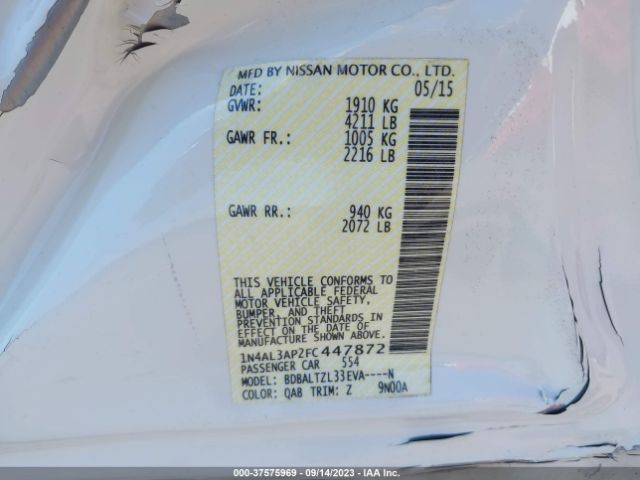 MFD BY NISSAN MOTOR CO., LTD.
DATE: 05/15
GVWR: 1910 KG
4211 LB
GAWR FR.: 1005 KG
2216 LB
GAWR RR.: 940 KG
2072 LB
THIS VEHICLE CONFORMS TO
ALL APPLICABLE FEDERAL
MOTOR VEHICLE SAFETY,
BUMPER, AND THEFT
PREVENTION STANDARDS IN
EFFECT ON THE DATE OF
MANUFACTURE SHOWN ABOVE.
1N4AL3AP2FC447872
PASSENGER CAR 554
MODEL: BDBALTZL33EVA----N
COLOR: QAB TRIM: Z 9N00A
000-37575969 - 09/14/2023 - IAA Inc.